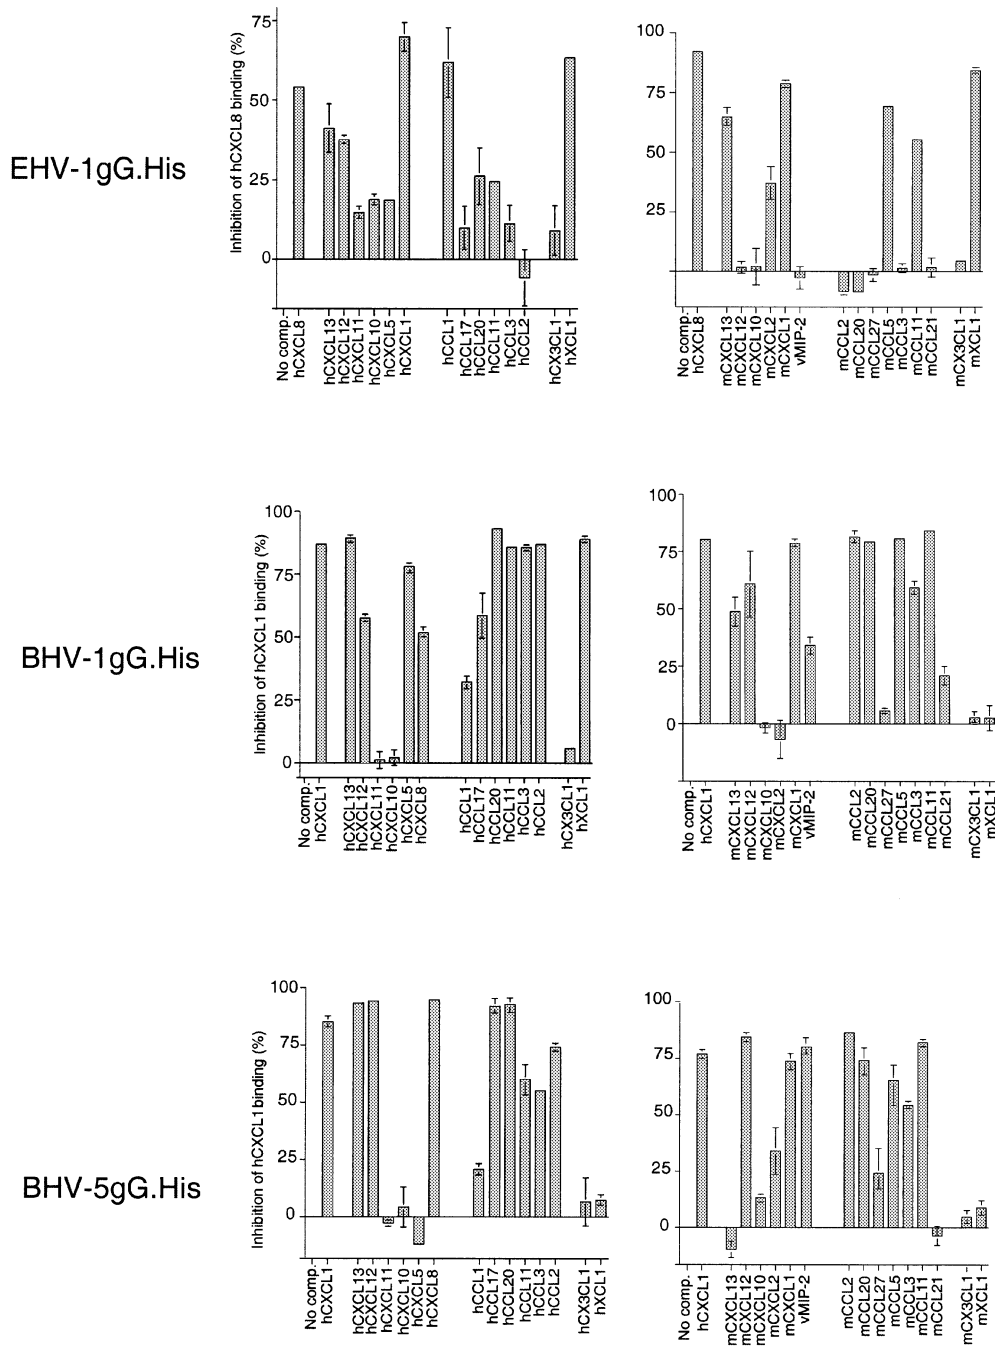 EHV-1gG.His
Inhibition of hCXCL8 binding (%)
75
50
25
0
No comp.
hCXCL8
hCXCL13
hCXCL12
hCXCL11
hCXCL10
hCXCL5
hCXCL1
hCCL1
hCCL17
hCCL20
hCCL11
hCCL3
hCCL2
hCX3CL1
hXCL1
100
75
50
25
No comp.
hCXCL8
mCXCL13
mCXCL12
mCXCL10
mCXCL2
mCXCL1
vMIP-2
mCCL2
mCCL20
mCCL27
mCCL5
mCCL3
mCCL11
mCCL21
mCX3CL1
mXCL1
BHV-1gG.His
Inhibition of hCXCL1 binding (%)
100
75
50
25
0
No comp.
hCXCL1
hCXCL13
hCXCL12
hCXCL11
hCXCL10
hCXCL5
hCXCL8
hCCL1
hCCL17
hCCL20
hCCL11
hCCL3
hCCL2
hCX3CL1
hXCL1
100
75
50
25
0
No comp.
hCXCL1
mCXCL13
mCXCL12
mCXCL10
mCXCL2
mCXCL1
vMIP-2
mCCL2
mCCL20
mCCL27
mCCL5
mCCL3
mCCL11
mCCL21
mCX3CL1
mXCL1
BHV-5gG.His
Inhibition of hCXCL1 binding (%)
100
75
50
25
0
No comp.
hCXCL1
hCXCL13
hCXCL12
hCXCL11
hCXCL10
hCXCL5
hCXCL8
hCCL1
hCCL17
hCCL20
hCCL11
hCCL3
hCCL2
hCX3CL1
hXCL1
100
75
50
25
0
No comp.
hCXCL1
mCXCL13
mCXCL12
mCXCL10
mCXCL2
mCXCL1
vMIP-2
mCCL2
mCCL20
mCCL27
mCCL5
mCCL3
mCCL11
mCCL21
mCX3CL1
mXCL1